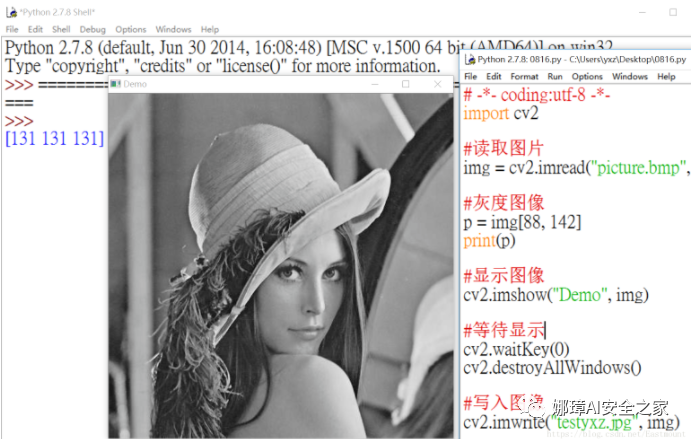 *Python 2.7.8 Shell*
File Edit Shell Debug Options Windows Help
Python 2.7.8 (default, Jun 30 2014, 16:08:48) [MSC v.1500 64 bit (AMD64)] on win32
Type "copyright", "credits" or "license()" for more information.
>>>
===
>>>
[131 131 131]
Demo
Python 2.7.8: 0816.py - C:\Users\yxz\Desktop\0816.py
File Edit Format Run Options Windows Help
# -*- coding:utf-8 -*-
import cv2
#读取图片
img = cv2.imread("picture.bmp",
#灰度图像
p = img[88, 142]
print(p)
#显示图像
cv2.imshow("Demo", img)
#等待显示
cv2.waitKey(0)
cv2.destroyAllWindows()
#写入图像
cv2.imwrite("testyxz.jpg", img)
娜璋AI安全之家